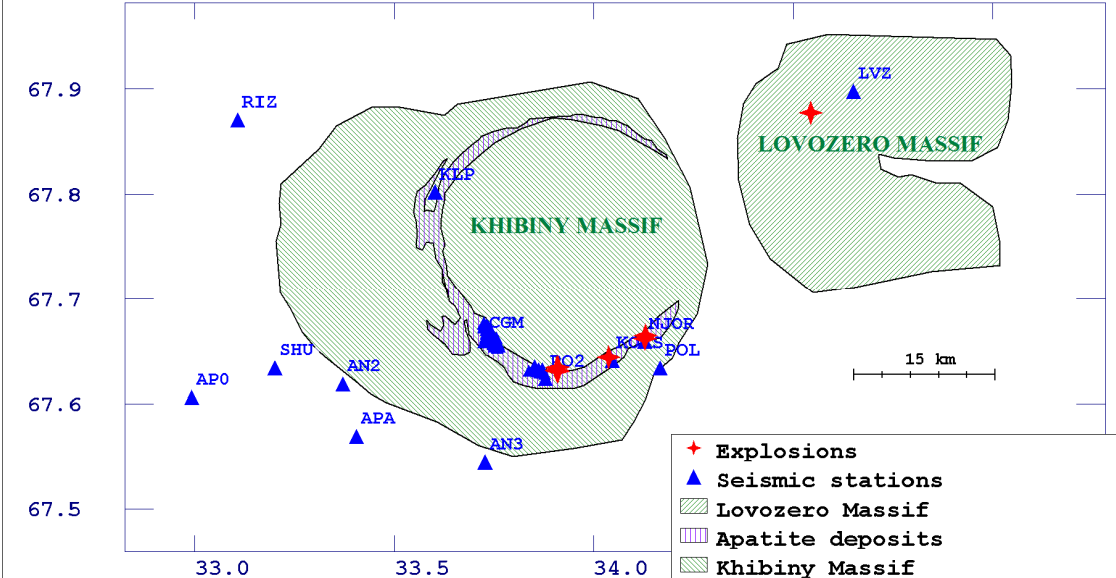 67.9
67.8
67.7
67.6
67.5
33.0
33.5
34.0
RIZ
LVZ
LOVOZERO MASSIF
KLP
KHIBINY MASSIF
CGM
NJOR
POL
SHU
AN2
AP0
APA
AN3
15 km
Explosions
Seismic stations
Lovozero Massif
Apatite deposits
Khibiny Massif